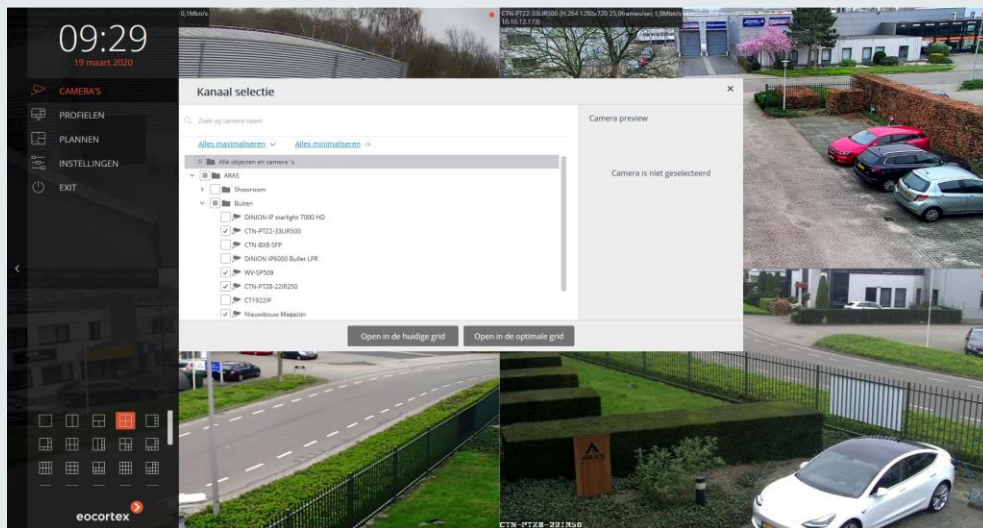 09:29
19 maart 2020
CAMERA'S
PROFIELEN
PLANNEN
INSTELLINGEN
EXIT
eocortex
0,1Mbit/s
CTN-PTZ2-33LIR500 (H.264 1280x720 25,0frames/sec, 1,9Mbit/s
10.10.12.173)
Kanaal selectie
Zoek op camera naam
Alles maximaliseren
Alles minimaliseren
Alle objecten en camera`s
ARAS
Showroom
Buiten
DINION IP starlight 7000 HD
CTN-PTZ2-33LIR500
CTN-BX8-SFP
DINION IP6000 Bullet LPR
WV-SP509
CTN-PTZ8-22IR250
CT1922IP
Nieuwbouw Magazijn
Camera preview
Camera is niet geselecteerd
Open in de huidige grid
Open in de optimale grid
ARAS
CTN-PTZ8-22IR50